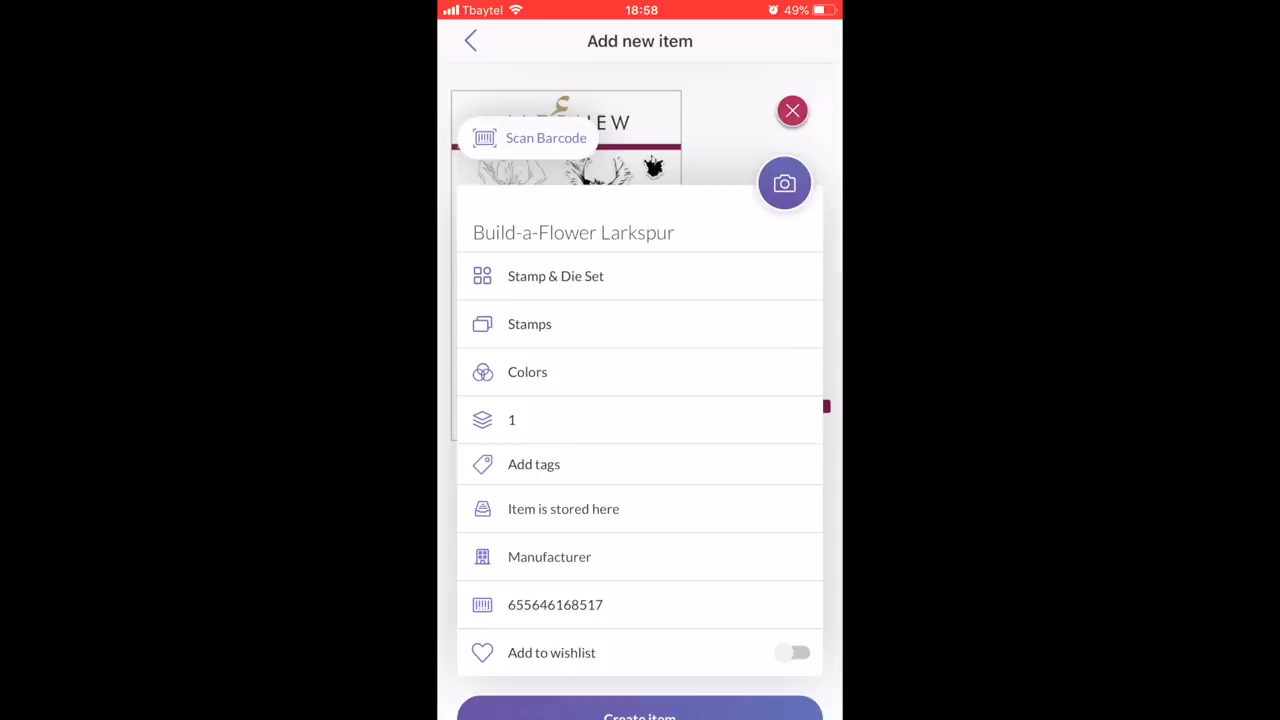 Tbaytel 18:58 49%
Add new item
Scan Barcode
Build-a-Flower Larkspur
Stamp & Die Set
Stamps
Colors
1
Add tags
Item is stored here
Manufacturer
655646168517
Add to wishlist
Create item